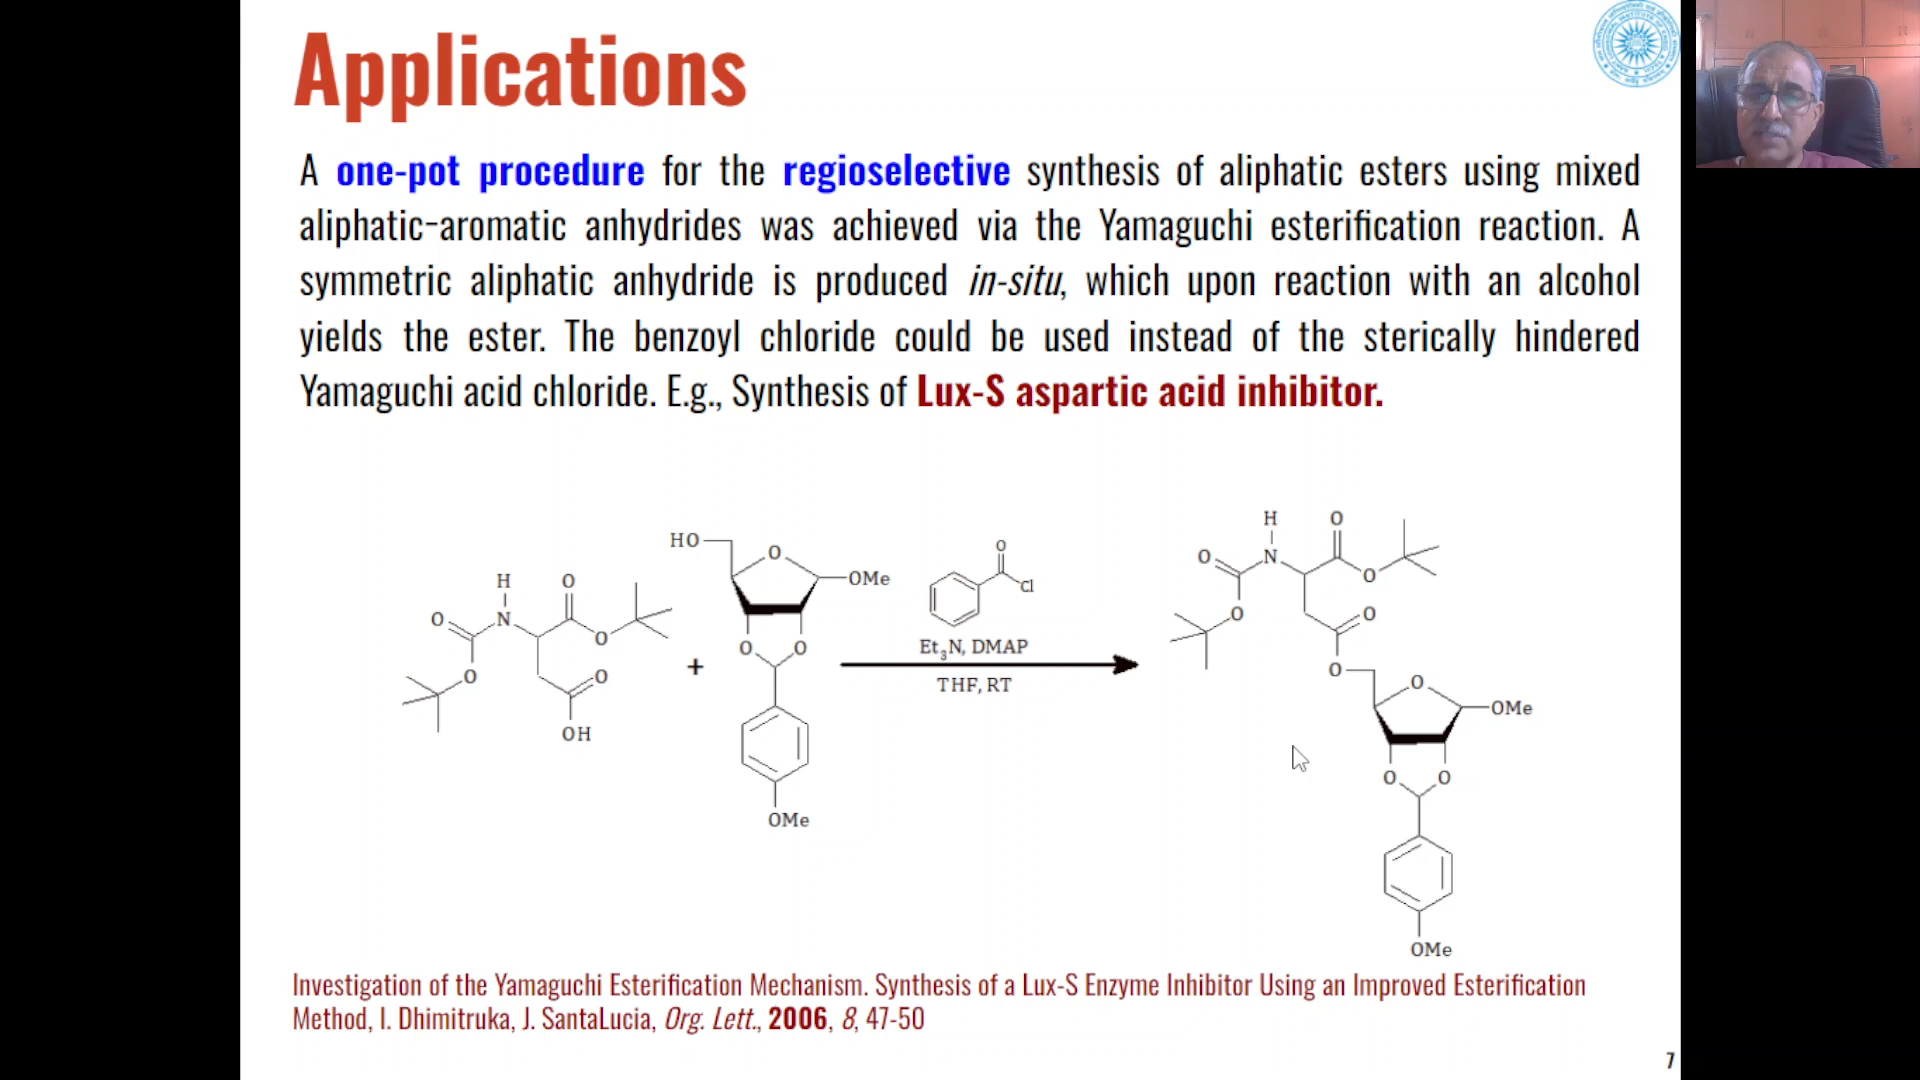 Applications
A one-pot procedure for the regioselective synthesis of aliphatic esters using mixed
aliphatic-aromatic anhydrides was achieved via the Yamaguchi esterification reaction. A
symmetric aliphatic anhydride is produced in-situ, which upon reaction with an alcohol
yields the ester. The benzoyl chloride could be used instead of the sterically hindered
Yamaguchi acid chloride. E.g., Synthesis of Lux-S aspartic acid inhibitor.
H
O
O
N
O
O
O
OH
+
HO
O
OMe
O
O
OMe
O
Cl
Et₃N, DMAP
THF, RT
H
O
O
N
O
O
O
O
O
OMe
O
O
OMe
Investigation of the Yamaguchi Esterification Mechanism. Synthesis of a Lux-S Enzyme Inhibitor Using an Improved Esterification
Method, I. Dhimitruka, J. SantaLucia, Org. Lett., 2006, 8, 47-50
7